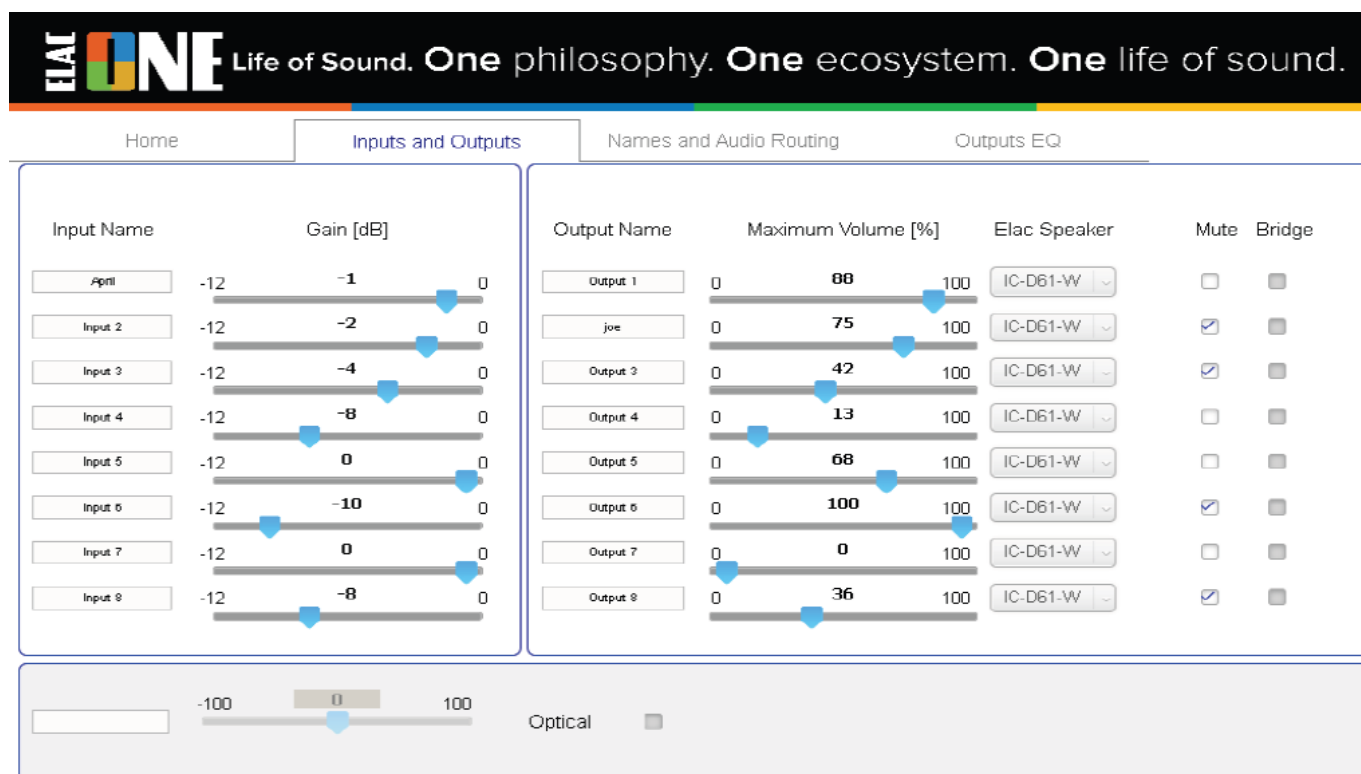 ELAC ONE Life of Sound. One philosophy. One ecosystem. One life of sound.
Home Inputs and Outputs Names and Audio Routing Outputs EQ
Input Name Gain [dB] Output Name Maximum Volume [%] Elac Speaker Mute Bridge
April -12 -1 0 Output 1 0 88 100 IC-D61-W
Input 2 -12 -2 0 joe 0 75 100 IC-D61-W
Input 3 -12 -4 0 Output 3 0 42 100 IC-D61-W
Input 4 -12 -8 0 Output 4 0 13 100 IC-D61-W
Input 5 -12 0 0 Output 5 0 68 100 IC-D61-W
Input 6 -12 -10 0 Output 6 0 100 100 IC-D61-W
Input 7 -12 0 0 Output 7 0 0 100 IC-D61-W
Input 8 -12 -8 0 Output 8 0 36 100 IC-D61-W
-100 0 100 Optical